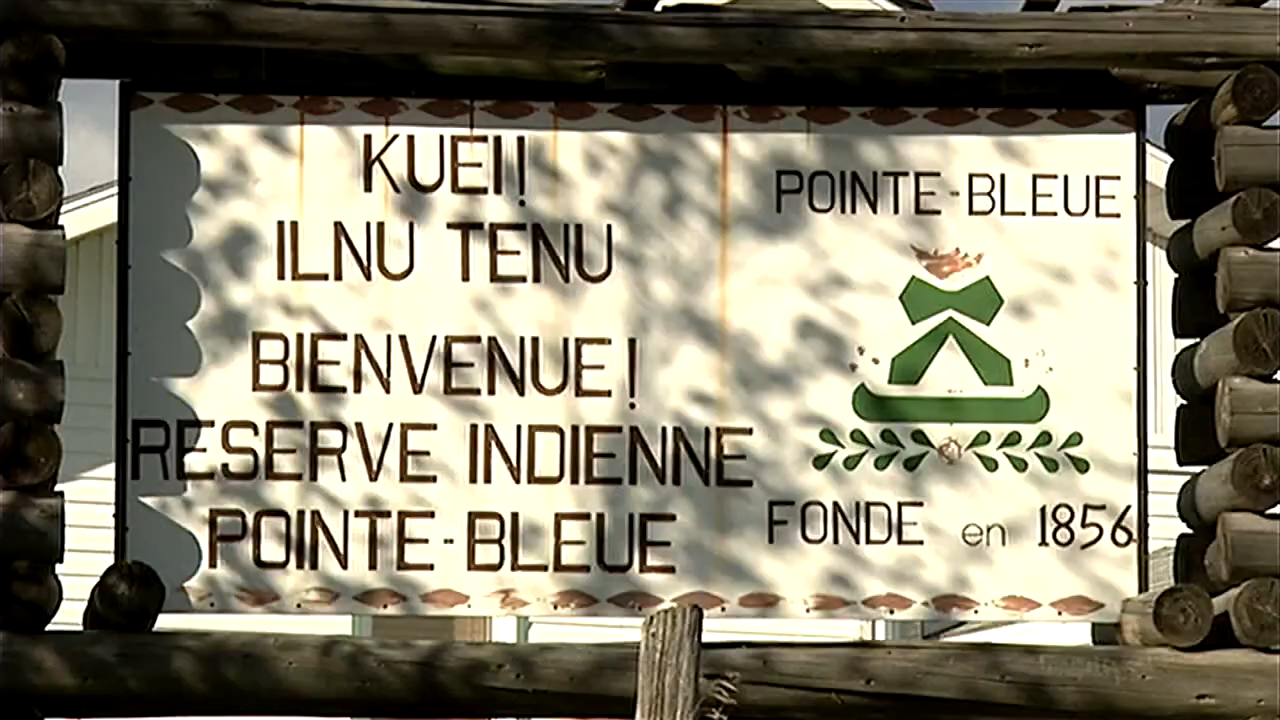 KUEI!
ILNU TENU
BIENVENUE!
RESERVE INDIENNE
POINTE-BLEUE
POINTE-BLEUE
FONDE en 1856